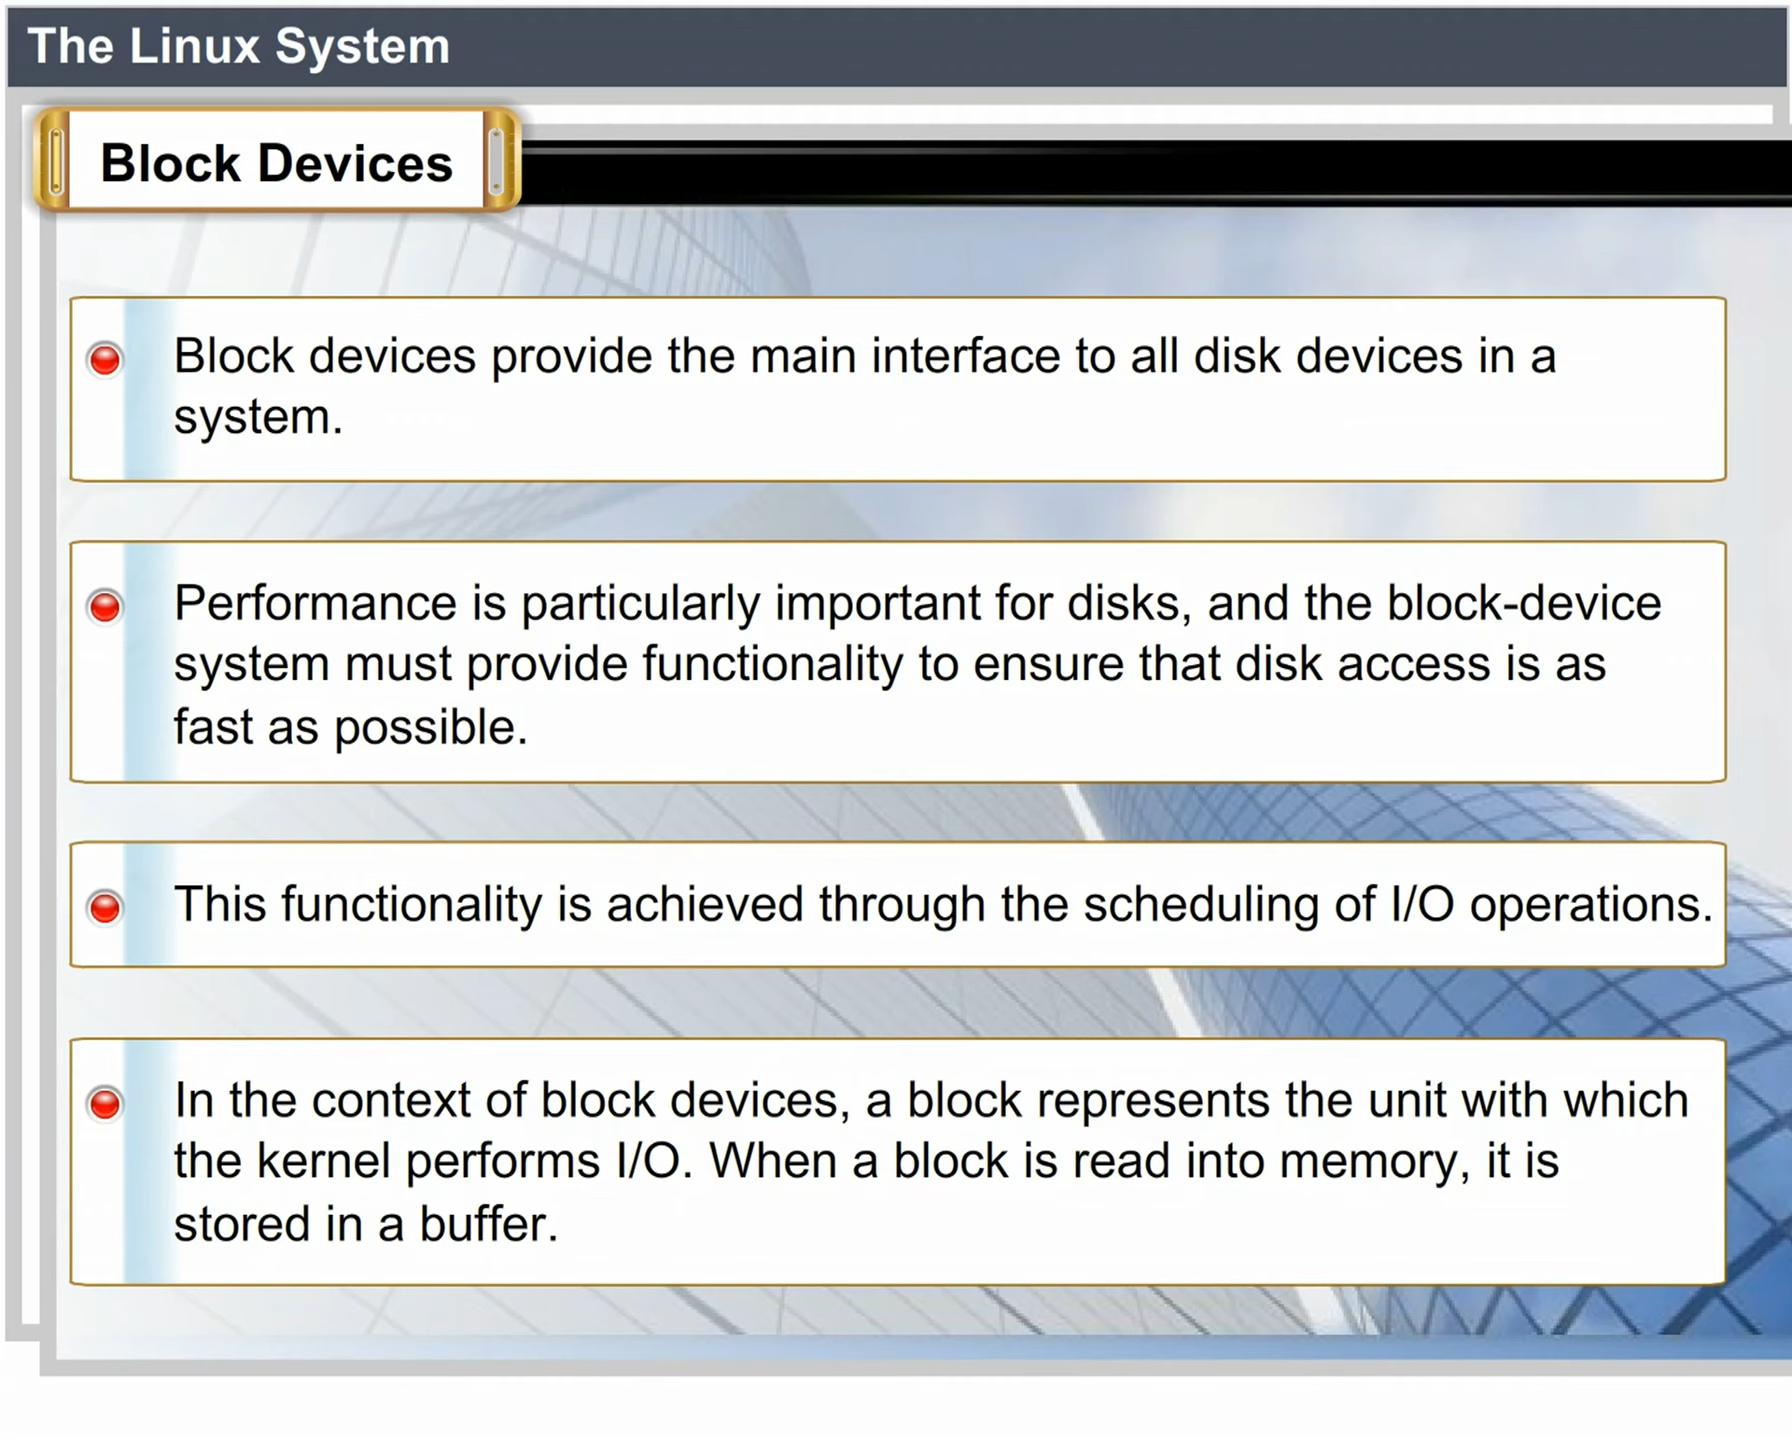 The Linux System
Block Devices
Block devices provide the main interface to all disk devices in a
system.
Performance is particularly important for disks, and the block-device
system must provide functionality to ensure that disk access is as
fast as possible.
This functionality is achieved through the scheduling of I/O operations.
In the context of block devices, a block represents the unit with which
the kernel performs I/O. When a block is read into memory, it is
stored in a buffer.